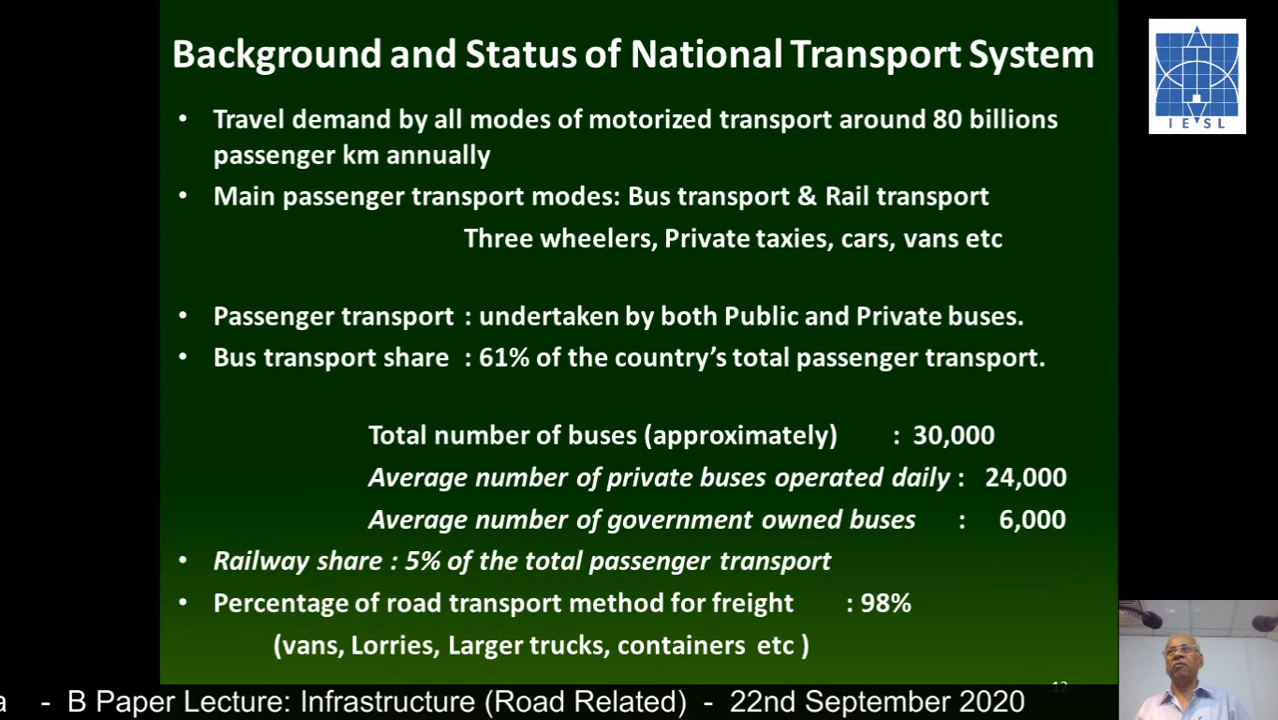 Background and Status of National Transport System
• Travel demand by all modes of motorized transport around 80 billions
passenger km annually
• Main passenger transport modes: Bus transport & Rail transport
Three wheelers, Private taxies, cars, vans etc
• Passenger transport : undertaken by both Public and Private buses.
• Bus transport share : 61% of the country’s total passenger transport.
Total number of buses (approximately) : 30,000
Average number of private buses operated daily : 24,000
Average number of government owned buses : 6,000
• Railway share : 5% of the total passenger transport
• Percentage of road transport method for freight : 98%
(vans, Lorries, Larger trucks, containers etc )
12
I E S L
a - B Paper Lecture: Infrastructure (Road Related) - 22nd September 2020